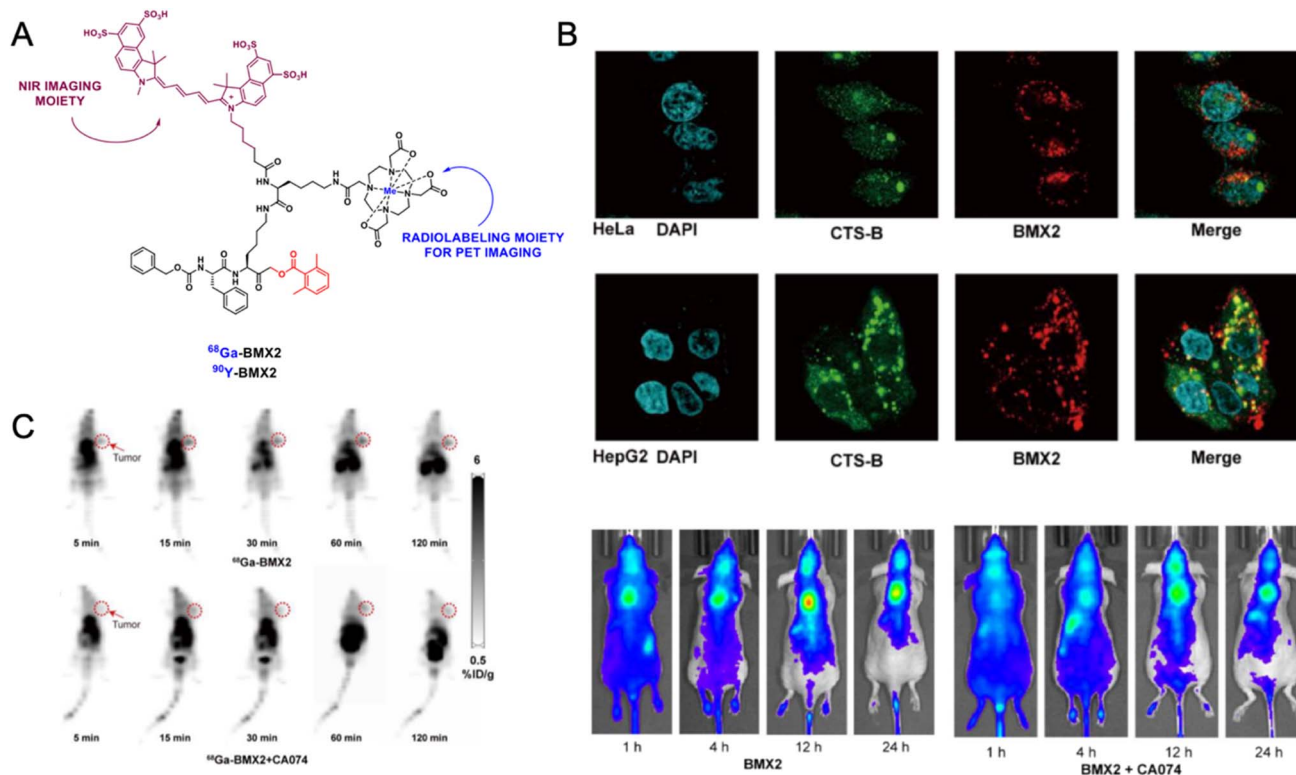 A
HO₃S
SO₃H
HO₃S
SO₃H
NIR IMAGING
MOIETY
N
N
+
O
O
NH
HN
H
N
O
O
N
N
N
N
Me
O
O
O
O
O
O
RADIOLABELING MOIETY
FOR PET IMAGING
O
O
H
N
O
H
N
O
O
O
⁶⁸Ga-BMX2
⁹⁰Y-BMX2
B
HeLa DAPI
CTS-B
BMX2
Merge
HepG2 DAPI
CTS-B
BMX2
Merge
1 h
4 h
12 h
24 h
BMX2
1 h
4 h
12 h
24 h
BMX2 + CA074
C
Tumor
5 min
15 min
30 min
60 min
120 min
⁶⁸Ga-BMX2
Tumor
5 min
15 min
30 min
60 min
120 min
⁶⁸Ga-BMX2+CA074
6
0.5
%ID/g